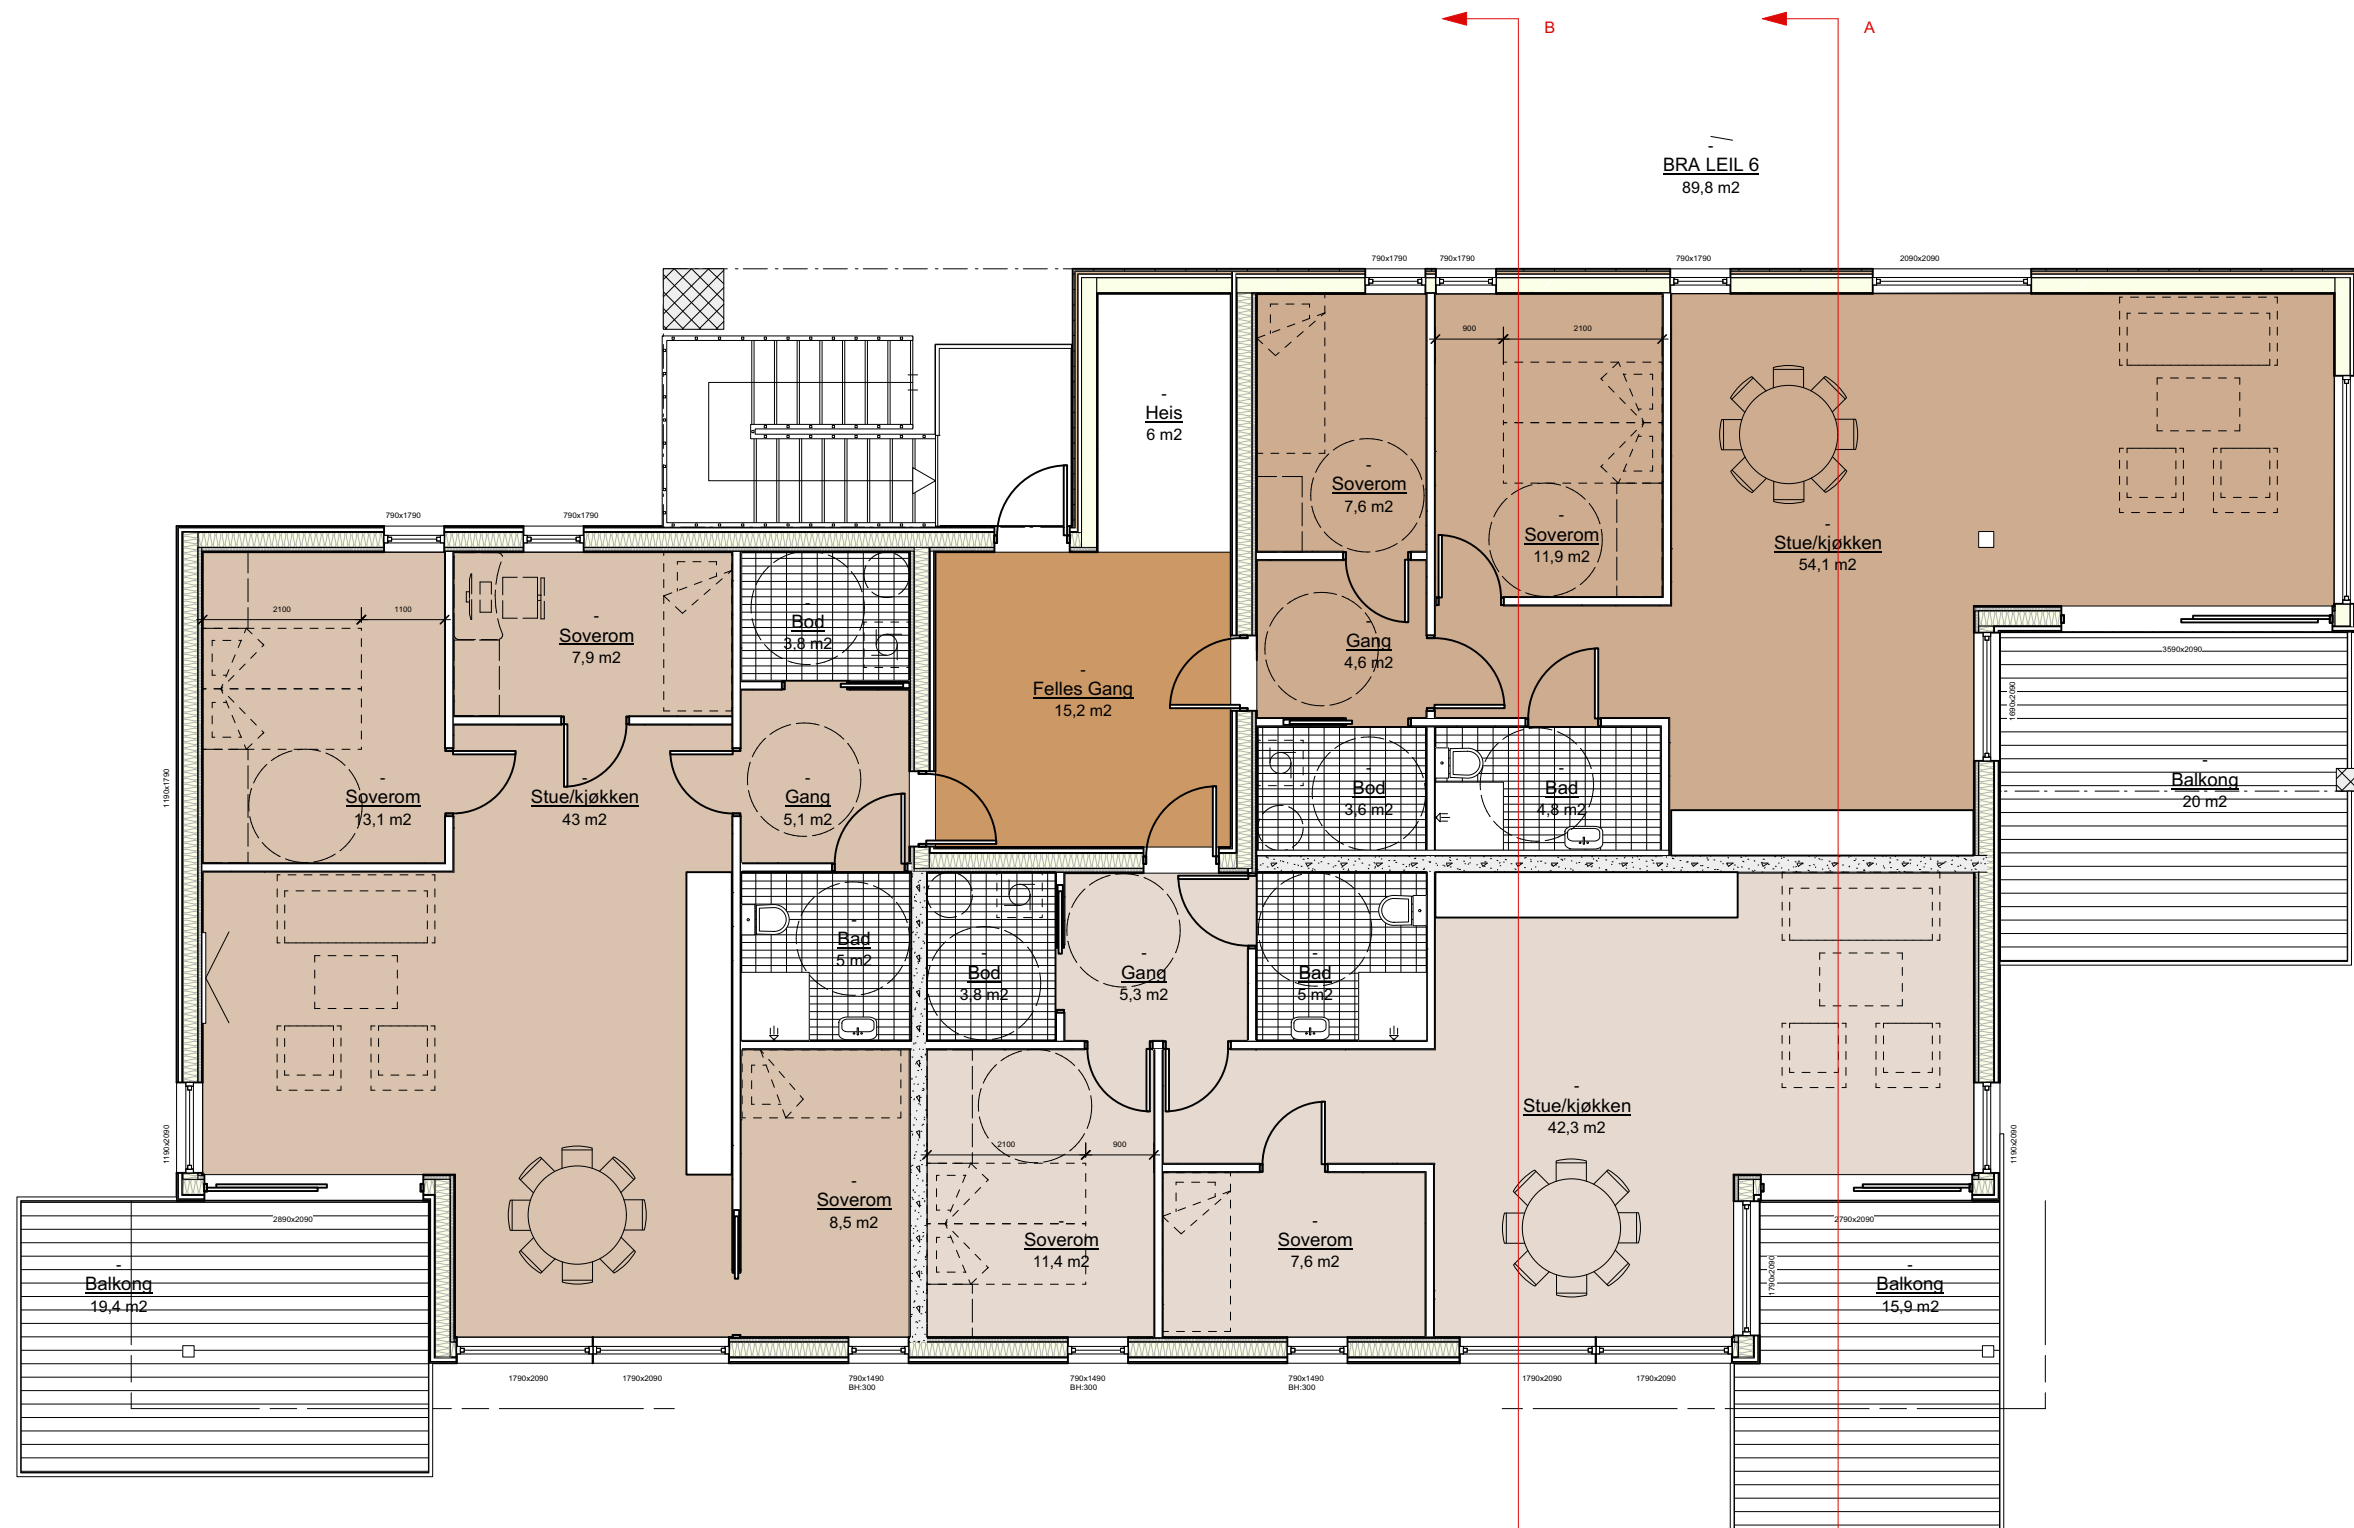 B
A
-
BRA LEIL 6
89,8 m2
790x1790
790x1790
790x1790
2090x2090
900
2100
-
Heis
6 m2
-
Soverom
7,6 m2
-
Soverom
11,9 m2
-
Stue/kjøkken
54,1 m2
790x1790
790x1790
2100
1100
-
Soverom
7,9 m2
-
Bod
3,8 m2
-
Gang
4,6 m2
3590x2090
1690x2090
-
Felles Gang
15,2 m2
1190x1790
-
Soverom
13,1 m2
-
Stue/kjøkken
43 m2
-
Gang
5,1 m2
-
Bod
3,6 m2
-
Bad
4,8 m2
-
Balkong
20 m2
-
Bad
5 m2
-
Bod
3,8 m2
-
Gang
5,3 m2
-
Bad
5 m2
-
Stue/kjøkken
42,3 m2
1190x2090
2100
900
1190x2090
-
Soverom
8,5 m2
-
Soverom
11,4 m2
-
Soverom
7,6 m2
2890x2090
2790x2090
1790x2090
-
Balkong
19,4 m2
-
Balkong
15,9 m2
1790x2090
1790x2090
790x1490
BH:300
790x1490
BH:300
790x1490
BH:300
1790x2090
1790x2090